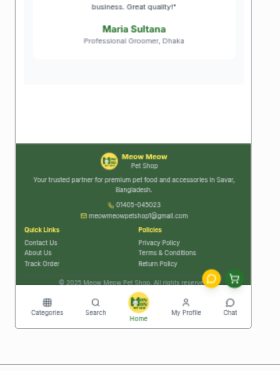 business. Great quality!"
Maria Sultana
Professional Groomer, Dhaka
Meow Meow
Pet Shop
Your trusted partner for premium pet food and accessories in Savar,
Bangladesh.
01405-045023
meowmeowpetshop1@gmail.com
Quick Links
Policies
Contact Us
Privacy Policy
About Us
Terms & Conditions
Track Order
Return Policy
© 2025 Meow Meow Pet Shop. All rights reserved
Categories
Search
Home
My Profile
Chat